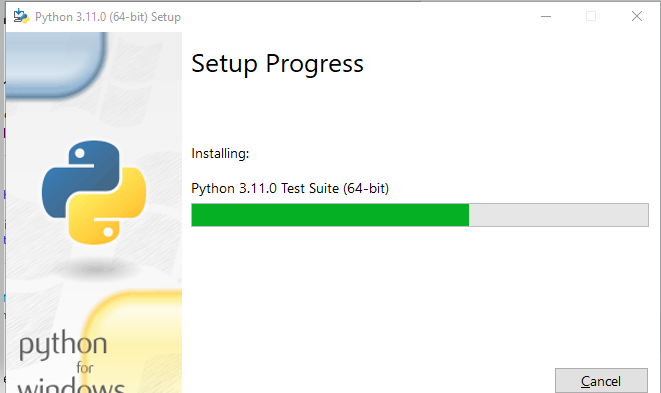 Python 3.11.0 (64-bit) Setup
Setup Progress
Installing:
Python 3.11.0 Test Suite (64-bit)
python
for
windows
Cancel